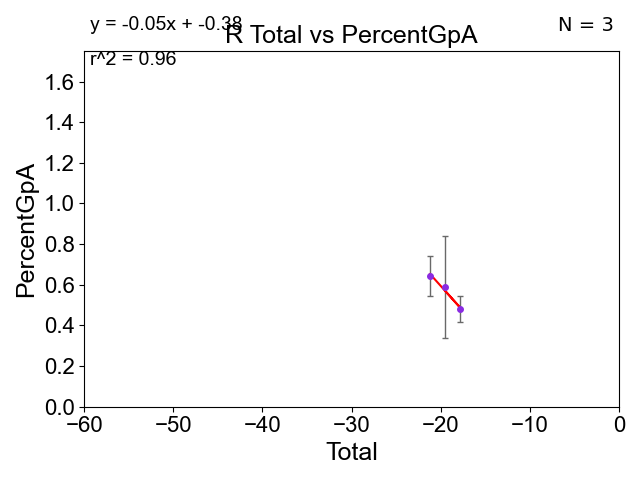 y = -0.05x + -0.38
R Total vs PercentGpA
N = 3
r^2 = 0.96
PercentGpA
1.6
1.4
1.2
1.0
0.8
0.6
0.4
0.2
0.0
−60 −50 −40 −30 −20 −10 0
Total